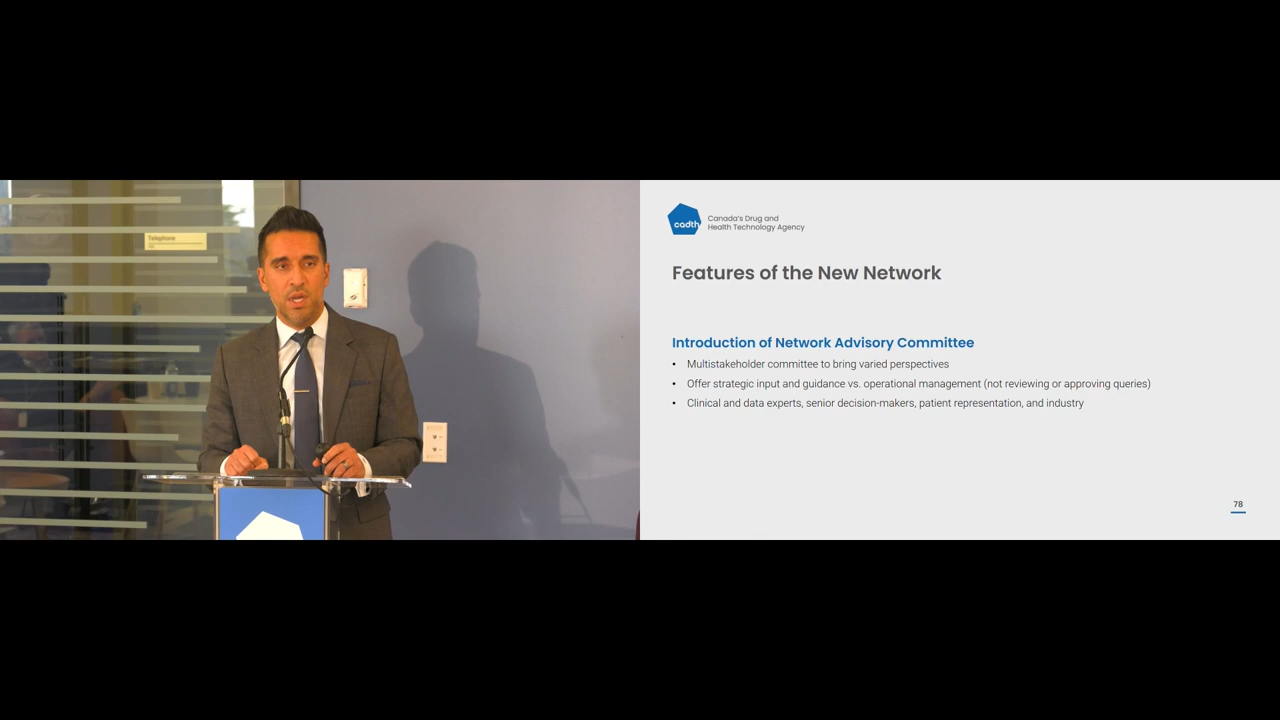 Telephone
cadth
Canada's Drug and
Health Technology Agency
Features of the New Network
Introduction of Network Advisory Committee
• Multistakeholder committee to bring varied perspectives
• Offer strategic input and guidance vs. operational management (not reviewing or approving queries)
• Clinical and data experts, senior decision-makers, patient representation, and industry
78